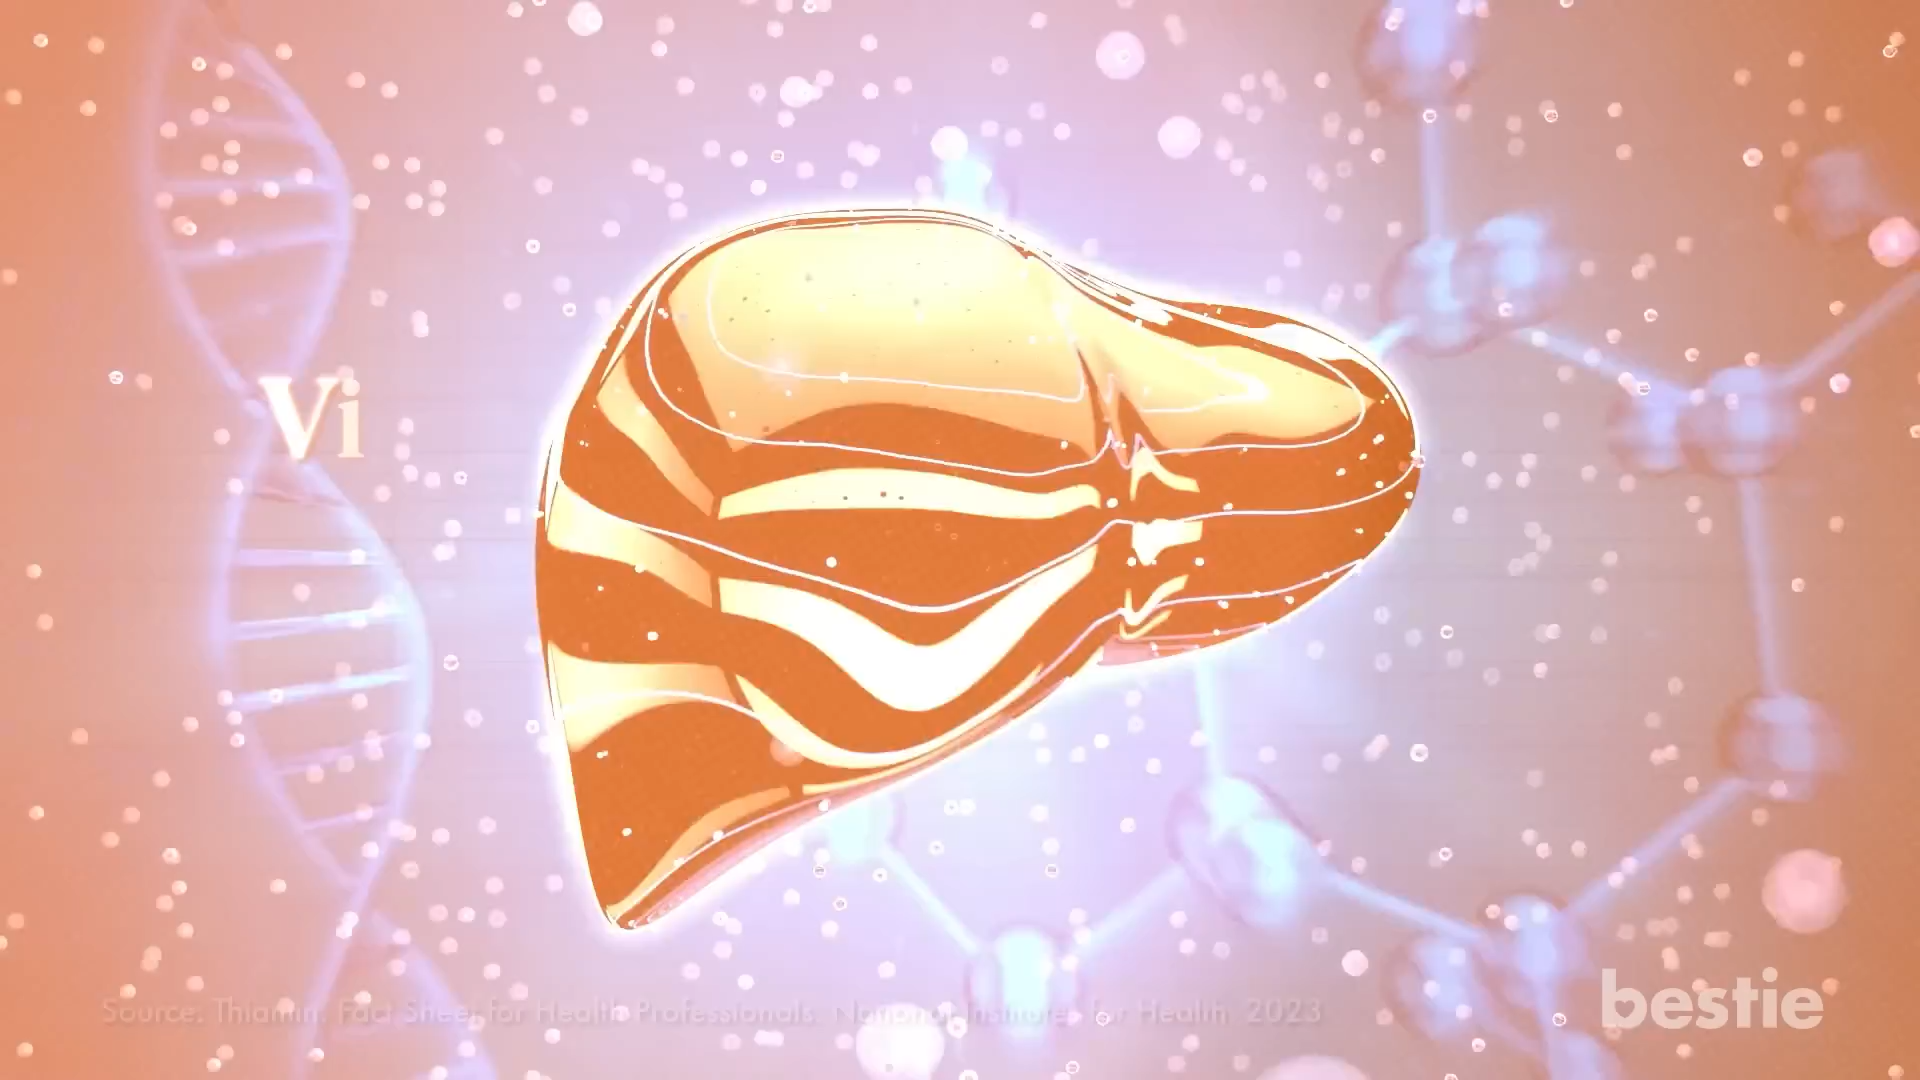 Vi
Source: Thiamin: Fact Sheet for Health Professionals. National Institutes for Health. 2023
bestie